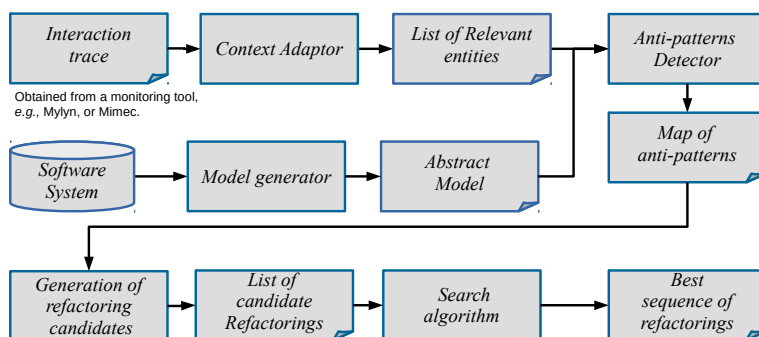 Interaction
trace
Context Adaptor
List of Relevant
entities
Anti-patterns
Detector
Obtained from a monitoring tool,
e.g., Mylyn, or Mimec.
Map of
anti-patterns
Software
System
Model generator
Abstract
Model
Generation of
refactoring
candidates
List of
candidate
Refactorings
Search
algorithm
Best
sequence of
refactorings